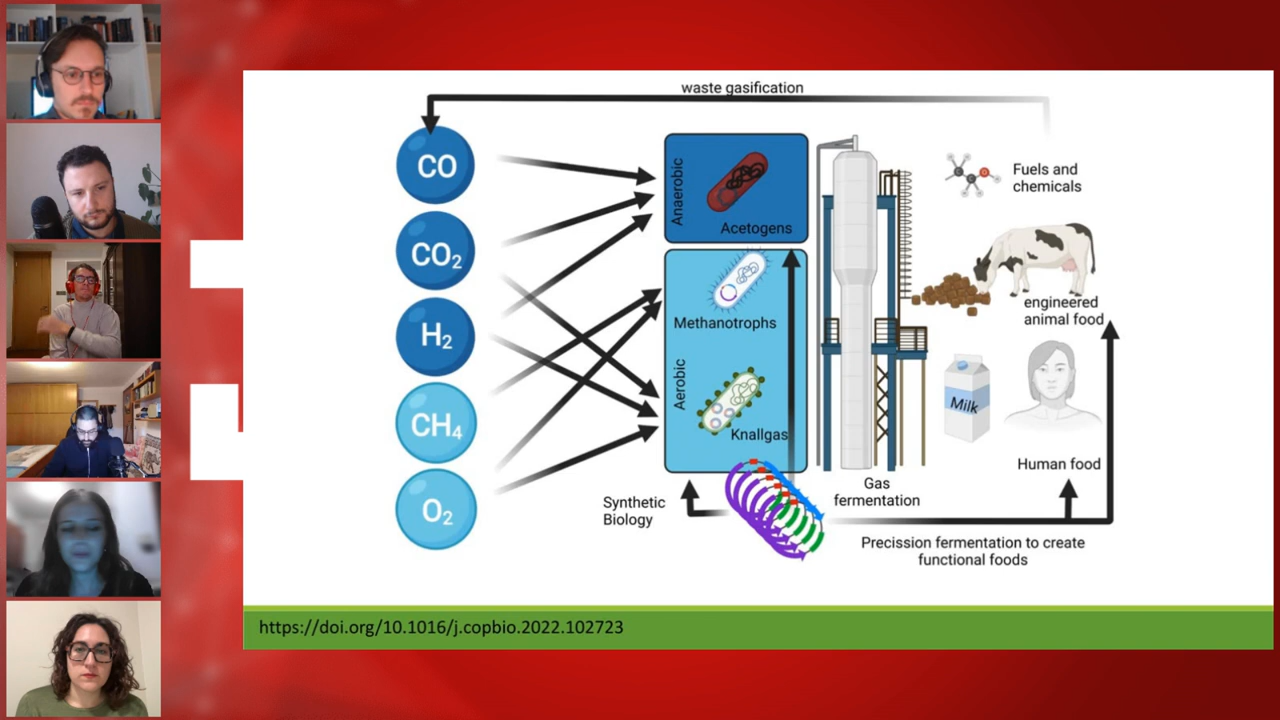 waste gasification
CO
CO₂
H₂
CH₄
O₂
Anaerobic
Acetogens
Methanotrophs
Aerobic
Knallgas
Synthetic
Biology
Gas
fermentation
Fuels and
chemicals
engineered
animal food
Milk
Human food
Precission fermentation to create
functional foods
https://doi.org/10.1016/j.copbio.2022.102723